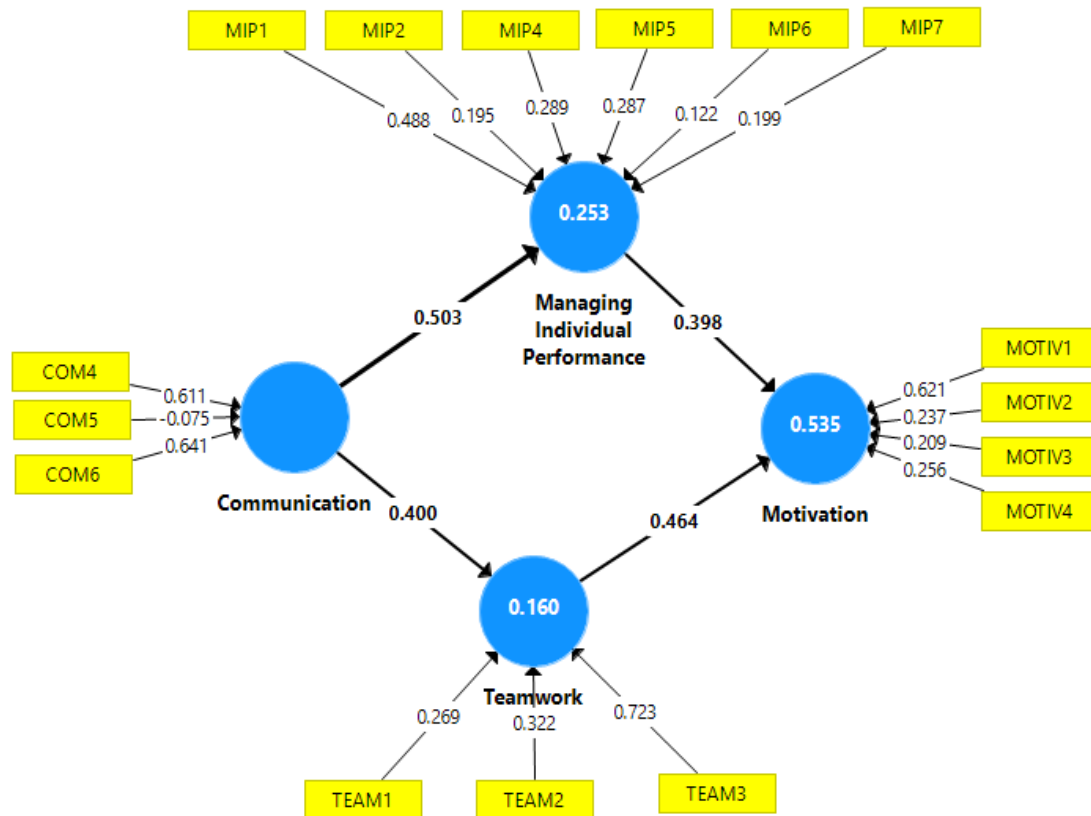 MIP1 MIP2 MIP4 MIP5 MIP6 MIP7
0.488 0.195 0.289 0.287 0.122 0.199
0.253
Managing
Individual
Performance
0.503
0.398
COM4
COM5
COM6
0.611
-0.075
0.641
Communication
MOTIV1
MOTIV2
MOTIV3
MOTIV4
0.621
0.237
0.209
0.256
0.535
Motivation
0.400
0.464
0.160
Teamwork
0.269 0.322 0.723
TEAM1 TEAM2 TEAM3